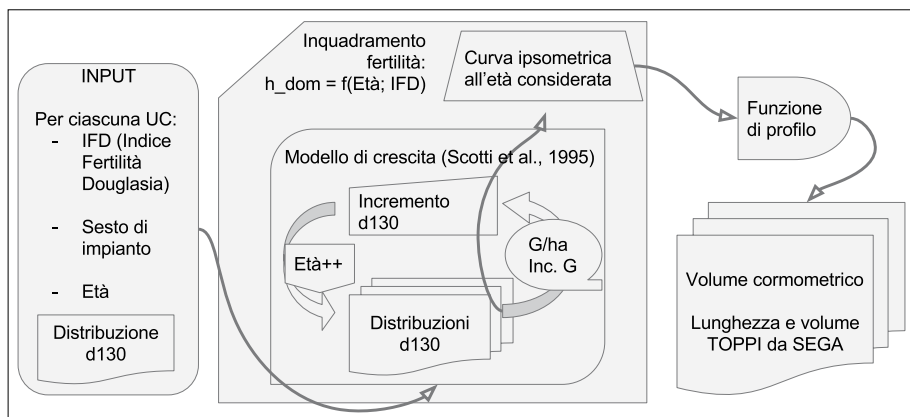 INPUT
Per ciascuna UC:
- IFD (Indice
Fertilità
Douglasia)
- Sesto di
impianto
- Età
Distribuzione
d130
Inquadramento
fertilità:
h_dom = f(Età; IFD)
Curva ipsometrica
all'età considerata
Modello di crescita (Scotti et al., 1995)
Incremento
d130
Età++
G/ha
Inc. G
Distribuzioni
d130
Funzione
di profilo
Volume cormometrico
Lunghezza e volume
TOPPI da SEGA